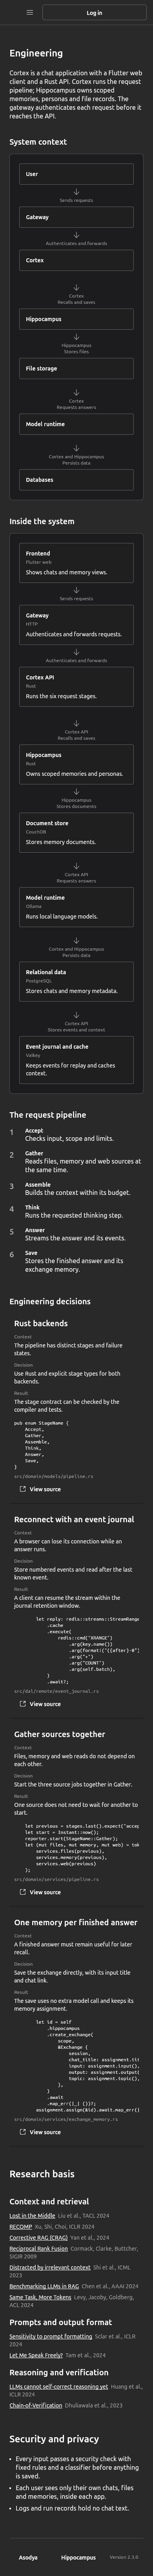 Log in
Engineering
Cortex is a chat application with a Flutter web
client and a Rust API. Cortex runs the request
pipeline; Hippocampus owns scoped
memories, personas and file records. The
gateway authenticates each request before it
reaches the API.
System context
User
Sends requests
Gateway
Authenticates and forwards
Cortex
Cortex
Recalls and saves
Hippocampus
Hippocampus
Stores files
File storage
Cortex
Requests answers
Model runtime
Cortex and Hippocampus
Persists data
Databases
Inside the system
Frontend
Flutter web
Shows chats and memory views.
Sends requests
Gateway
HTTP
Authenticates and forwards requests.
Authenticates and forwards
Cortex API
Rust
Runs the six request stages.
Cortex API
Recalls and saves
Hippocampus
Rust
Owns scoped memories and personas.
Hippocampus
Stores documents
Document store
CouchDB
Stores memory documents.
Cortex API
Requests answers
Model runtime
Ollama
Runs local language models.
Cortex and Hippocampus
Persists data
Relational data
PostgreSQL
Stores chats and memory metadata.
Cortex API
Stores events and context
Event journal and cache
Valkey
Keeps events for replay and caches
context.
The request pipeline
1 Accept
Checks input, scope and limits.
2 Gather
Reads files, memory and web sources at
the same time.
3 Assemble
Builds the context within its budget.
4 Think
Runs the requested thinking step.
5 Answer
Streams the answer and its events.
6 Save
Stores the finished answer and its
exchange memory.
Engineering decisions
Rust backends
Context
The pipeline has distinct stages and failure
states.
Decision
Use Rust and explicit stage types for both
backends.
Result
The stage contract can be checked by the
compiler and tests.
pub enum StageName {
Accept,
Gather,
Assemble,
Think,
Answer,
Save,
}
src/domain/models/pipeline.rs
View source
Reconnect with an event journal
Context
A browser can lose its connection while an
answer runs.
Decision
Store numbered events and read after the last
known event.
Result
A client can resume the stream within the
journal retention window.
let reply: redis::streams::StreamRange
.cache
.execute(
redis::cmd("XRANGE")
.arg(key.name())
.arg(format!("({after}-0"
.arg("+")
.arg("COUNT")
.arg(self.batch),
)
.await?;
src/dal/remote/event_journal.rs
View source
Gather sources together
Context
Files, memory and web reads do not depend on
each other.
Decision
Start the three source jobs together in Gather.
Result
One source does not need to wait for another to
start.
let previous = stages.last().expect("accep
let start = Instant::now();
reporter.start(StageName::Gather);
let (mut files, mut memory, mut web) = tok
services.files(previous),
services.memory(previous),
services.web(previous)
);
src/domain/services/pipeline.rs
View source
One memory per finished answer
Context
A finished answer must remain useful for later
recall.
Decision
Save the exchange directly, with its input title
and chat link.
Result
The save uses no extra model call and keeps its
memory assignment.
let id = self
.hippocampus
.create_exchange(
scope,
&Exchange {
session,
chat_title: assignment.tit
input: assignment.input(),
output: assignment.output(
topic: assignment.topic(),
},
)
.await
.map_err(|_| ())?;
assignment.assign(&id).await.map_err(
src/domain/services/exchange_memory.rs
View source
Research basis
Context and retrieval
Lost in the Middle Liu et al., TACL 2024
RECOMP Xu, Shi, Choi, ICLR 2024
Corrective RAG (CRAG) Yan et al., 2024
Reciprocal Rank Fusion Cormack, Clarke, Buttcher,
SIGIR 2009
Distracted by irrelevant context Shi et al., ICML
2023
Benchmarking LLMs in RAG Chen et al., AAAI 2024
Same Task, More Tokens Levy, Jacoby, Goldberg,
ACL 2024
Prompts and output format
Sensitivity to prompt formatting Sclar et al., ICLR
2024
Let Me Speak Freely? Tam et al., 2024
Reasoning and verification
LLMs cannot self-correct reasoning yet Huang et al.,
ICLR 2024
Chain-of-Verification Dhuliawala et al., 2023
Security and privacy
• Every input passes a security check with
fixed rules and a classifier before anything
is saved.
• Each user sees only their own chats, files
and memories, inside each app.
• Logs and run records hold no chat text.
Asodya Hippocampus Version 2.3.9